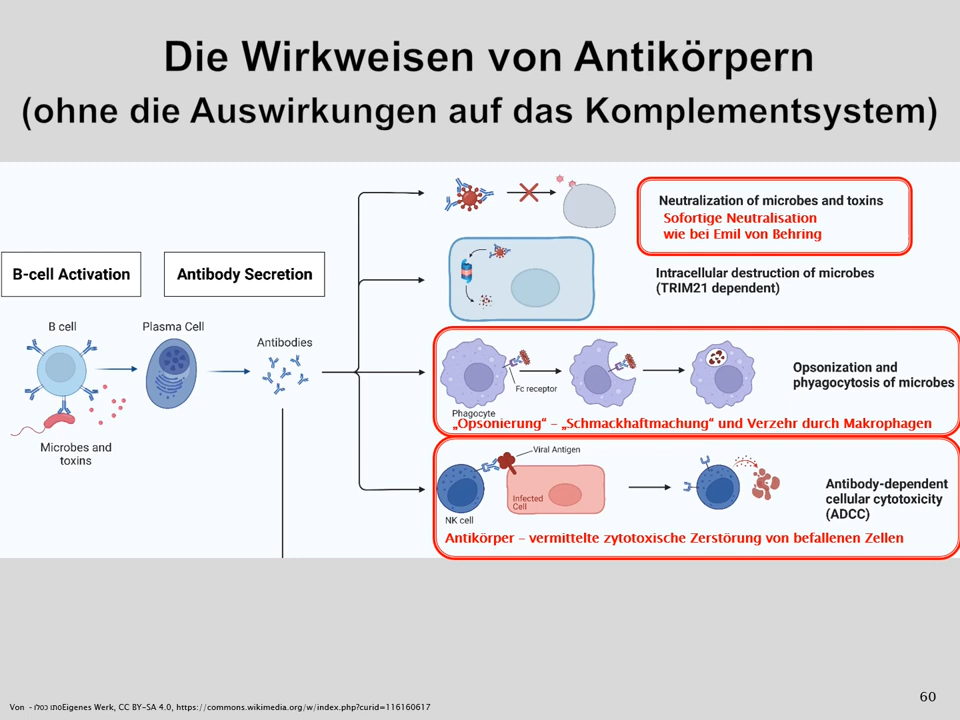 Die Wirkweisen von Antikörpern
(ohne die Auswirkungen auf das Komplementsystem)
B-cell Activation
Antibody Secretion
B cell
Plasma Cell
Antibodies
Microbes and
toxins
Neutralization of microbes and toxins
Sofortige Neutralisation
wie bei Emil von Behring
Intracellular destruction of microbes
(TRIM21 dependent)
Fc receptor
Phagocyte
Opsonization and
phyagocytosis of microbes
„Opsonierung“ – „Schmackhaftmachung“ und Verzehr durch Makrophagen
Viral Antigen
Infected
Cell
NK cell
Antibody-dependent
cellular cytotoxicity
(ADCC)
Antikörper – vermittelte zytotoxische Zerstörung von befallenen Zellen
60
Von סתו כסלו - Eigenes Werk, CC BY-SA 4.0, https://commons.wikimedia.org/w/index.php?curid=116160617